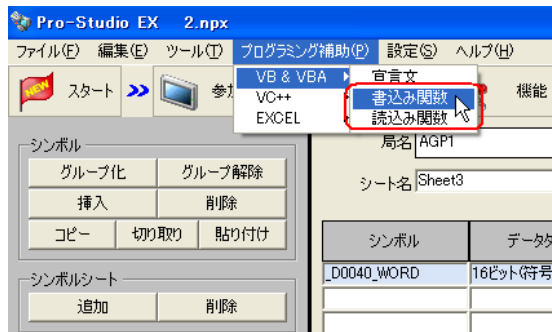 Pro-Studio EX 2.npx
ファイル(F) 編集(E) ツール(T) プログラミング補助(P) 設定(S) ヘルプ(H)
NEW スタート
VB & VBA
VC++
EXCEL
宣言文
書込み関数
読込み関数
機能
シンボル
グループ化 グループ解除
挿入 削除
コピー 切り取り 貼り付け
シンボルシート
追加 削除
局名 AGP1
シート名 Sheet3
シンボル
_D0040_WORD 16ビット(符号